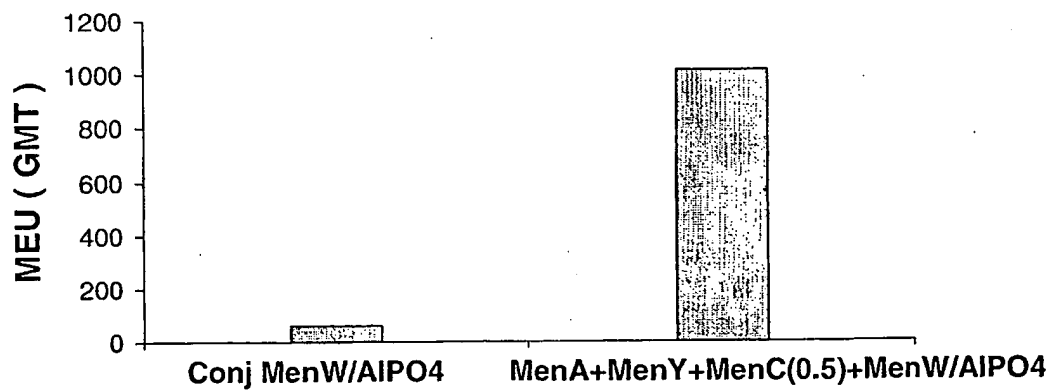 1200
1000
800
600
400
200
0
MEU ( GMT )
Conj MenW/AlPO4
MenA+MenY+MenC(0.5)+MenW/AlPO4